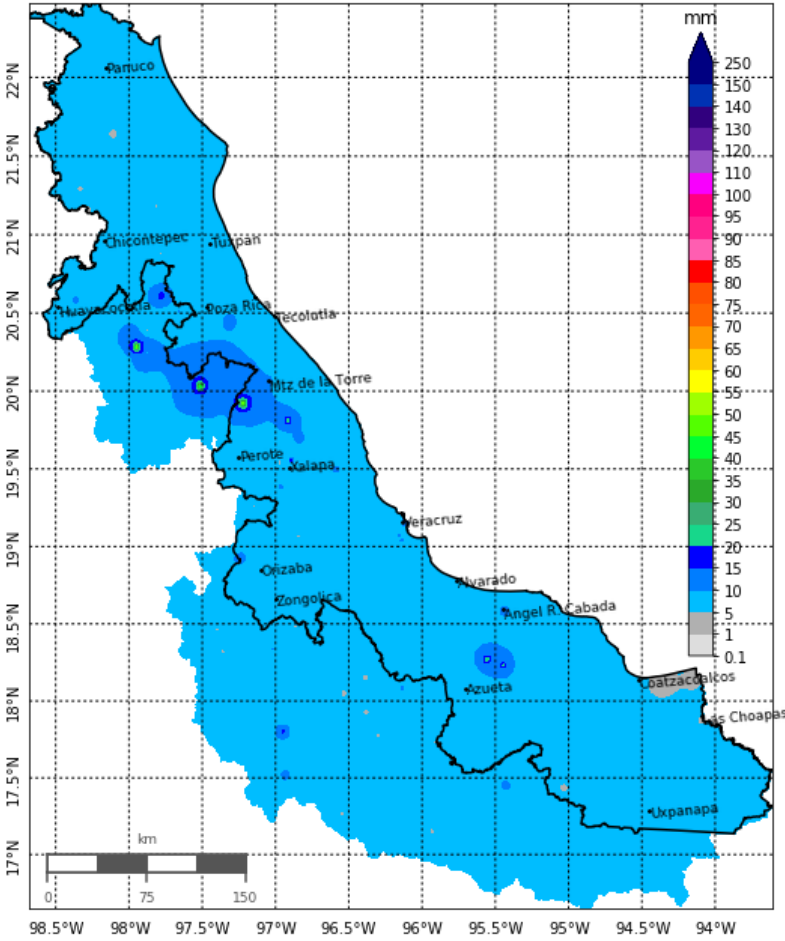 mm
250
150
140
130
120
110
100
95
90
85
80
75
70
65
60
55
50
45
40
35
30
25
20
15
10
5
1
0.1
22°N
21.5°N
21°N
20.5°N
20°N
19.5°N
19°N
18.5°N
18°N
17.5°N
17°N
Panuco
Chicontepec
Tuxpan
Huayacocotla
Poza Rica
Tecolutla
Mtz de la Torre
Perote
Xalapa
Veracruz
Orizaba
Alvarado
Zongolica
Angel R. Cabada
Azueta
Coatzacoalcos
Las Choapas
Uxpanapa
km
0 75 150
98.5°W 98°W 97.5°W 97°W 96.5°W 96°W 95.5°W 95°W 94.5°W 94°W